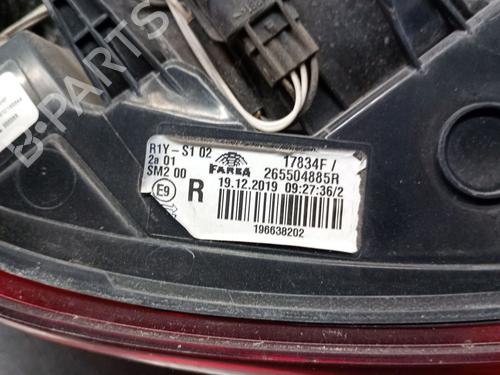 R1Y-S1 02
2a 01
SM2 00
FARBA
17834F /
265504885R
E9
R
19.12.2019 09:27:36/2
196638202
B-PARTS